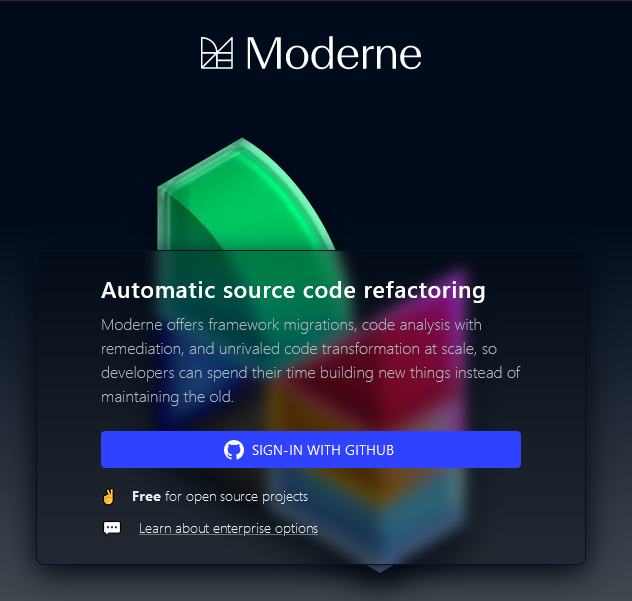 Moderne
Automatic source code refactoring
Moderne offers framework migrations, code analysis with
remediation, and unrivaled code transformation at scale, so
developers can spend their time building new things instead of
maintaining the old.
SIGN-IN WITH GITHUB
Free for open source projects
Learn about enterprise options